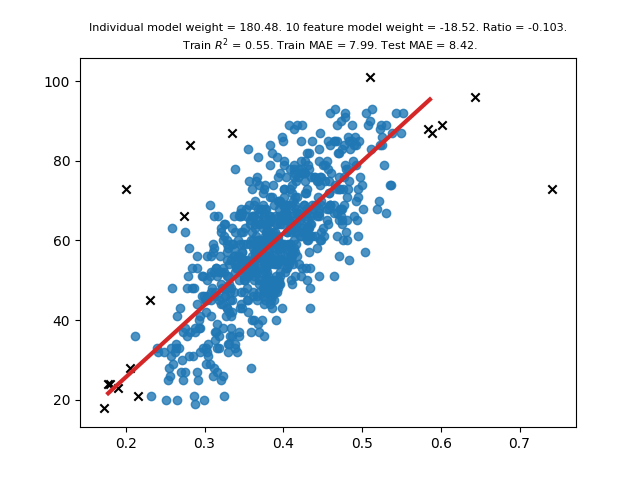 Individual model weight = 180.48. 10 feature model weight = -18.52. Ratio = -0.103.
Train R² = 0.55. Train MAE = 7.99. Test MAE = 8.42.
100
80
60
40
20
0.2 0.3 0.4 0.5 0.6 0.7